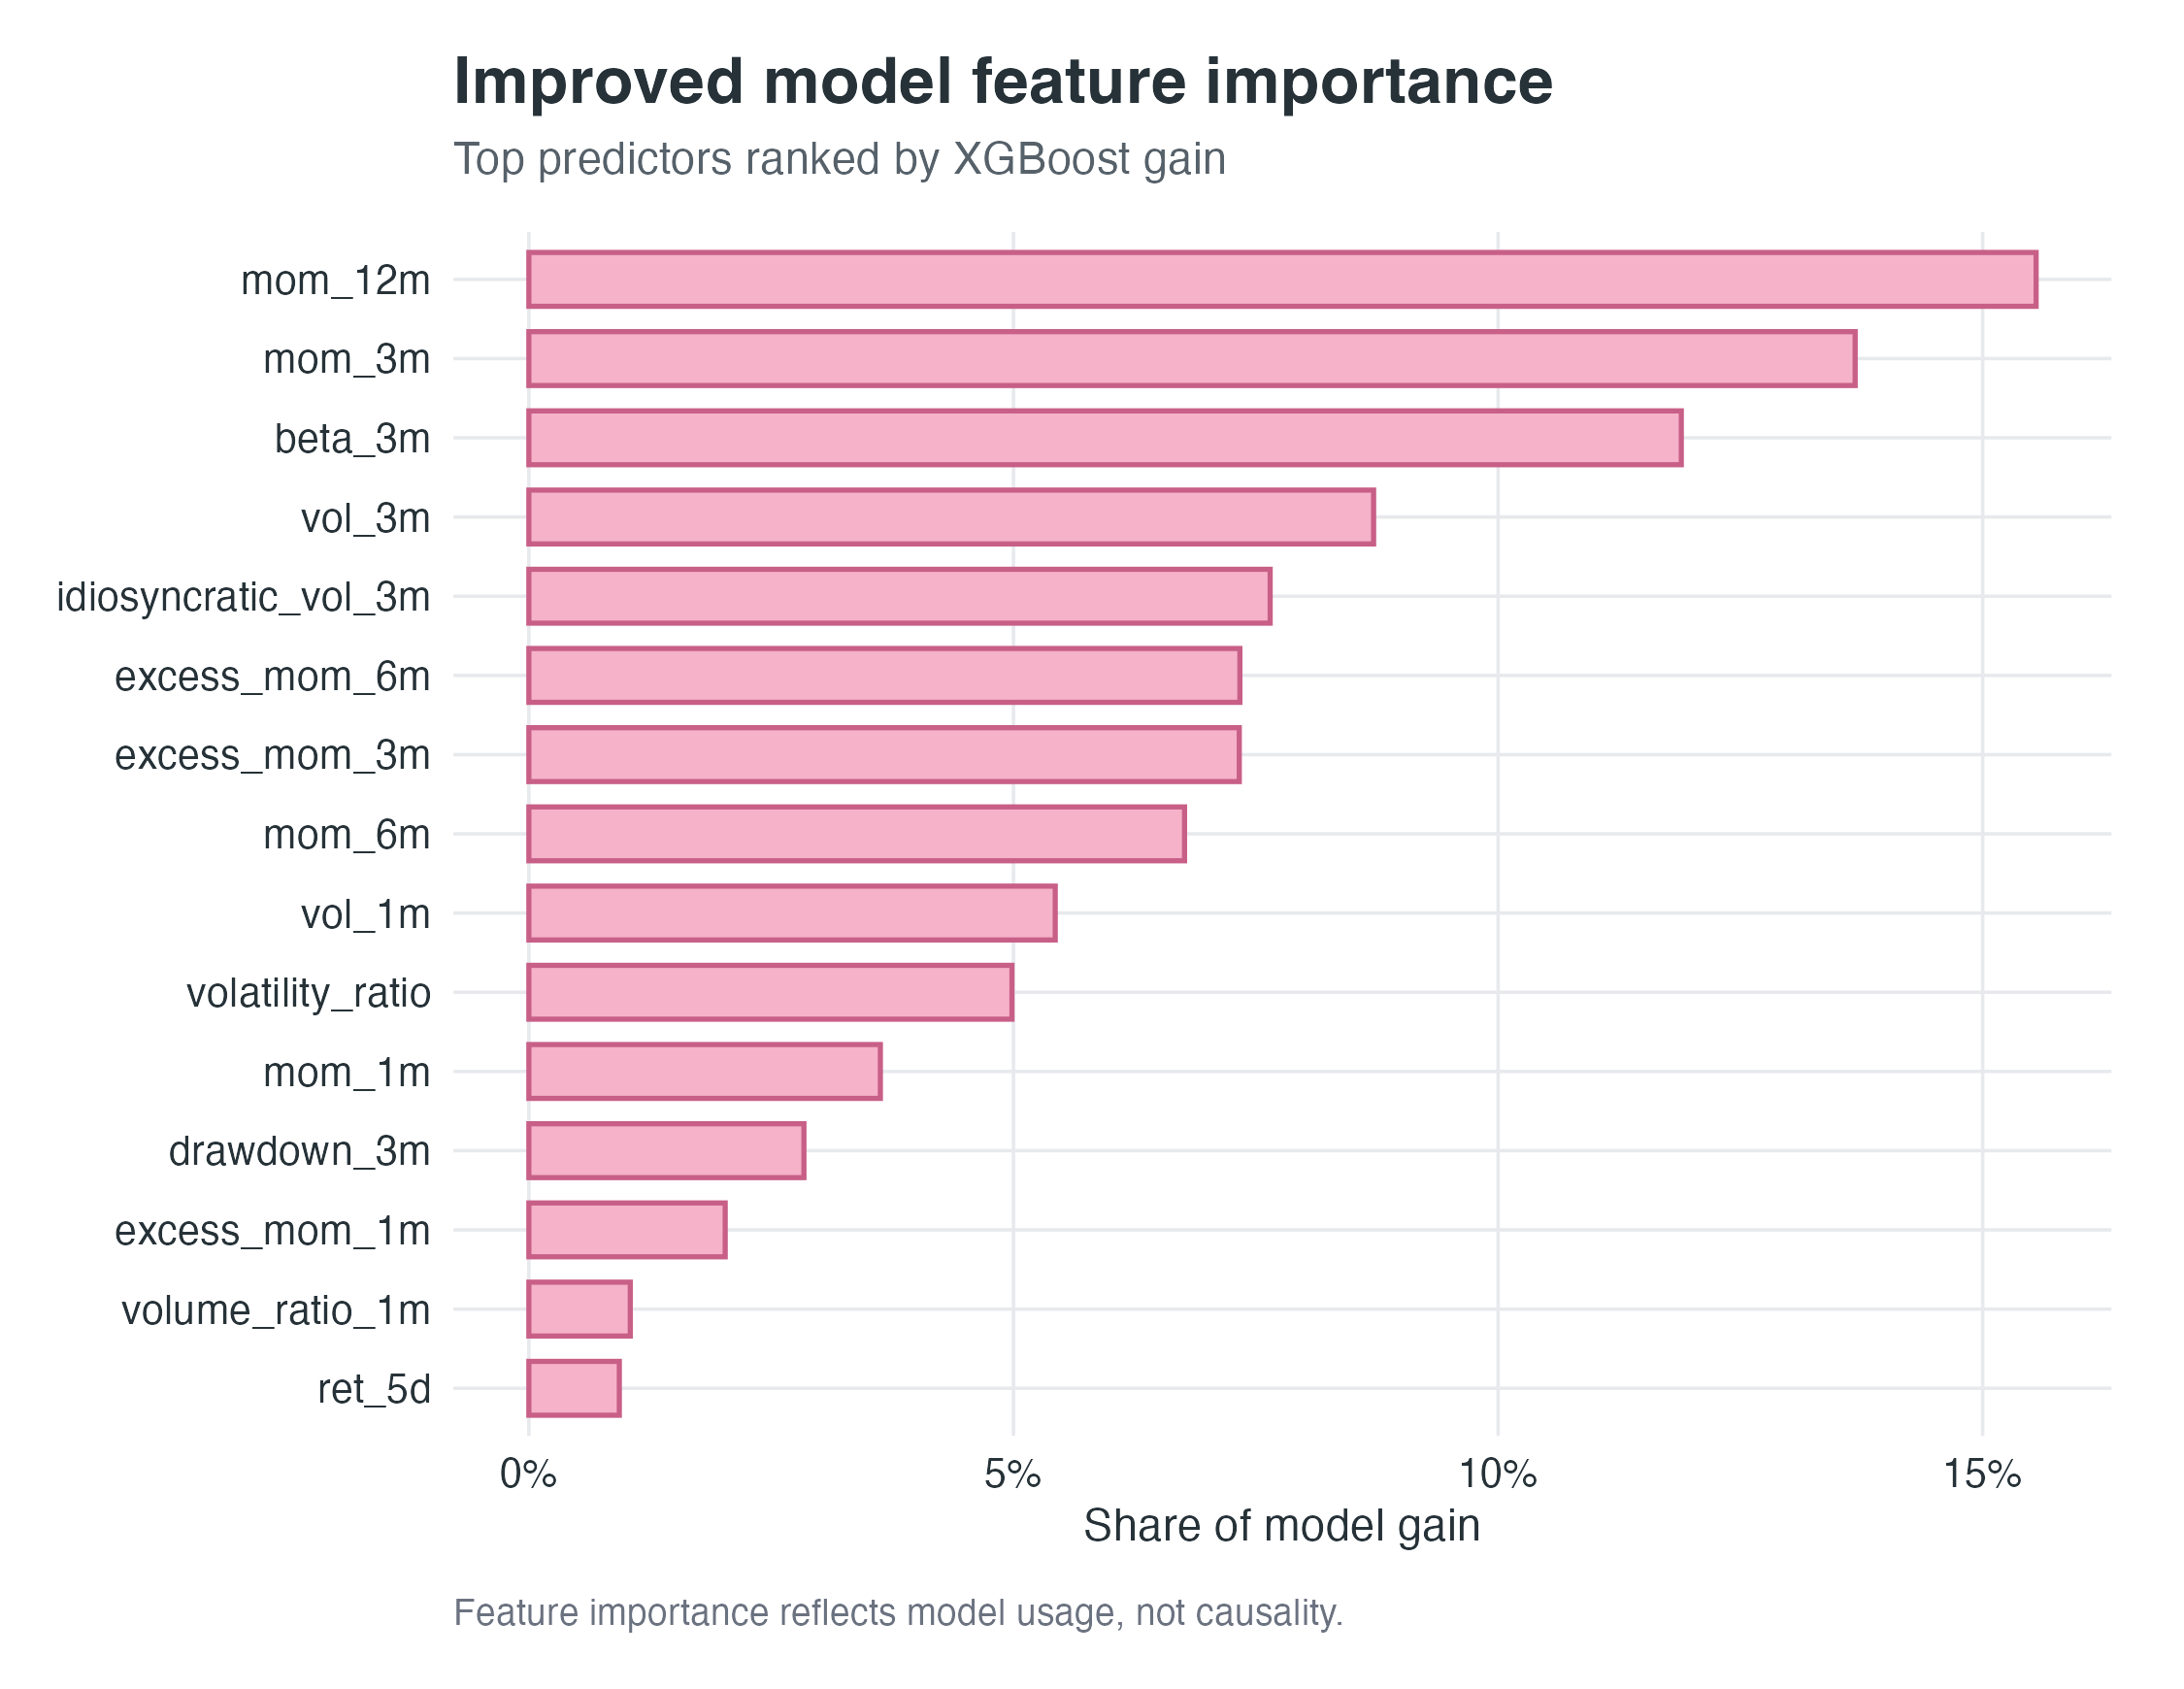 Improved model feature importance
Top predictors ranked by XGBoost gain
mom_12m
mom_3m
beta_3m
vol_3m
idiosyncratic_vol_3m
excess_mom_6m
excess_mom_3m
mom_6m
vol_1m
volatility_ratio
mom_1m
drawdown_3m
excess_mom_1m
volume_ratio_1m
ret_5d
0% 5% 10% 15%
Share of model gain
Feature importance reflects model usage, not causality.